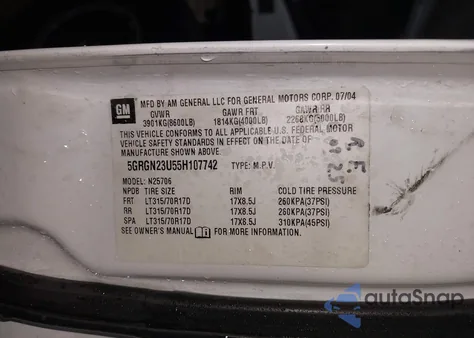 GM
MFD BY AM GENERAL LLC FOR GENERAL MOTORS CORP. 07/04
GVWR GAWR FRT GAWR RR
3901KG(8600LB) 1814KG(4000LB) 2268KG(5000LB)
THIS VEHICLE CONFORMS TO ALL APPLICABLE U.S. FEDERAL MOTOR
VEHICLE SAFETY STANDARDS IN EFFECT ON THE DATE OF
MANUFACTURE SHOWN ABOVE.
5GRGN23U55H107742 TYPE: M.P.V.
MODEL: N25706
NPDB TIRE SIZE RIM COLD TIRE PRESSURE
FRT LT315/70R17D 17X8.5J 260KPA(37PSI)
RR LT315/70R17D 17X8.5J 260KPA(37PSI)
SPA LT315/70R17D 17X8.5J 310KPA(45PSI)
SEE OWNER'S MANUAL FOR MORE INFORMATION
autoSnap